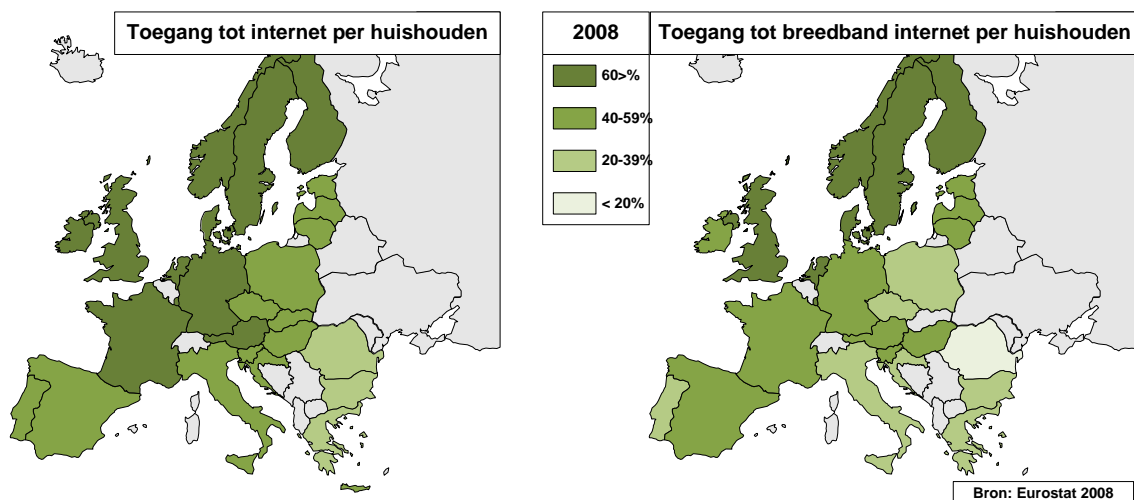 Toegang tot internet per huishouden
2008
Toegang tot breedband internet per huishouden
60>%
40-59%
20-39%
< 20%
Bron: Eurostat 2008